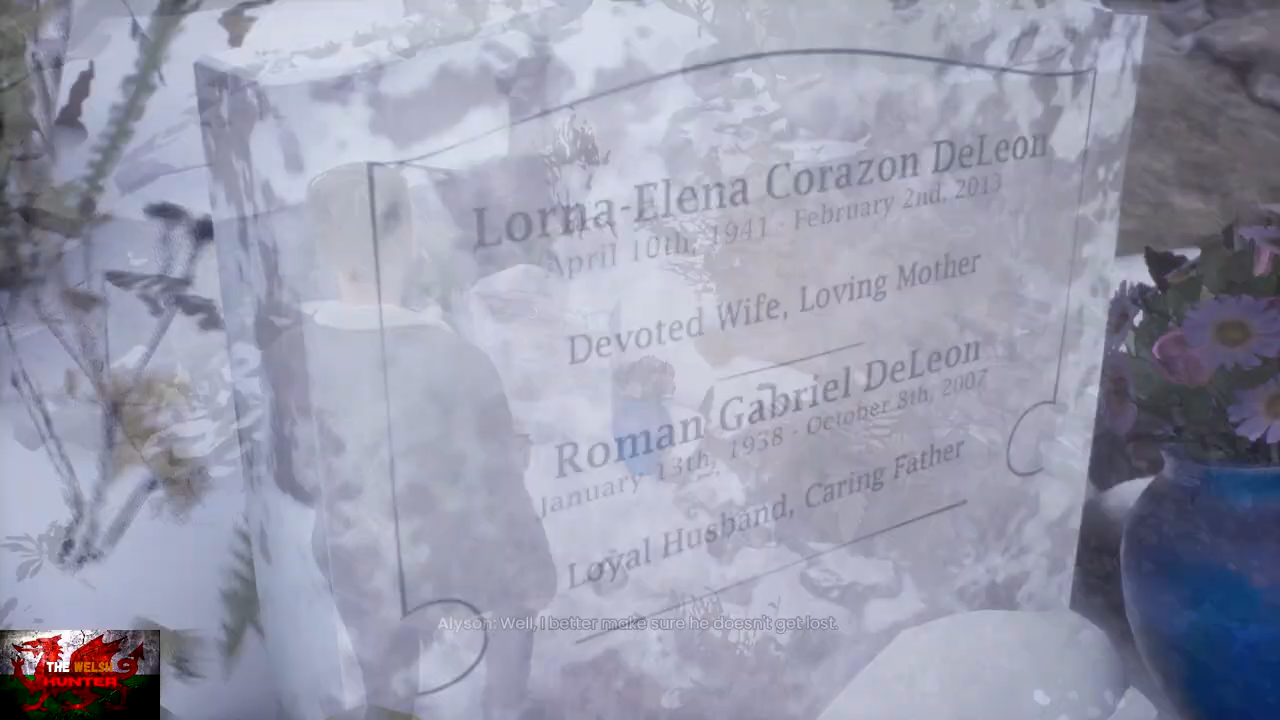 Lorna-Elena Corazon DeLeon
April 10th, 1941 - February 2nd, 2013
Devoted Wife, Loving Mother
Roman Gabriel DeLeon
January 13th, 1938 - October 8th, 2007
Loyal Husband, Caring Father
Alyson: Well, I better make sure he doesn't get lost.
THE WELSH
HUNTER